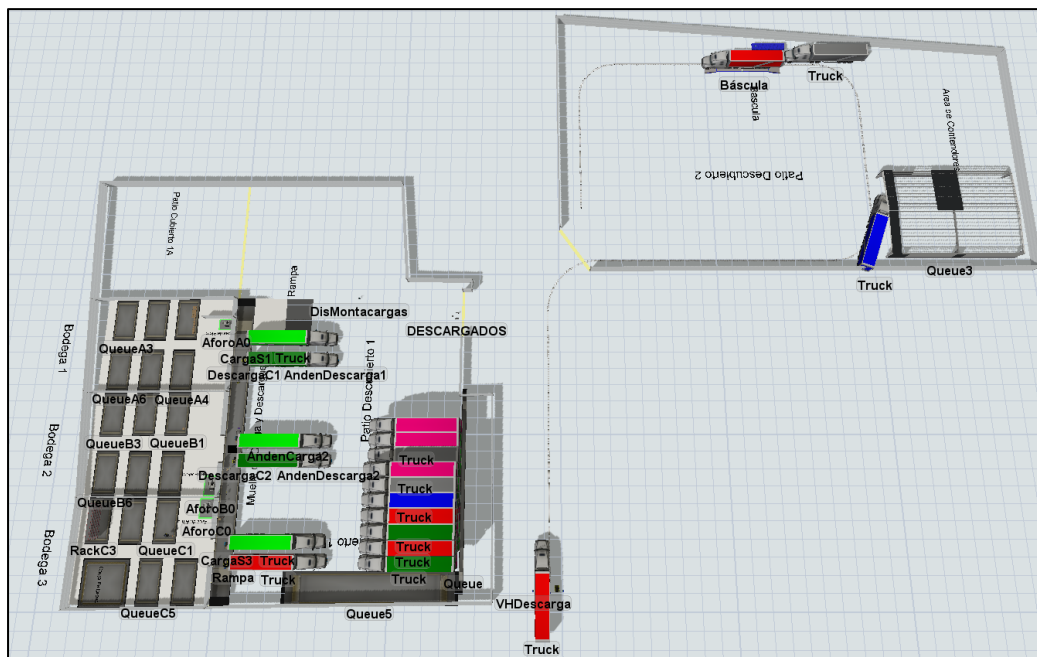 Báscula
Truck
Bascula
Area de Contenedores
Patio Descubierto 2
Queue3
Truck
Patio Cubierto 1A
Rampa
DisMontacargas
DESCARGADOS
Bodega 1
QueueA3
AforoA0
CargaS1
Truck
DescargaC1
AndenDescarga1
Patio Descubierto 1
QueueA6
QueueA4
QueueB3
QueueB1
AndenCarga2
Bodega 2
DescargaC2
AndenDescarga2
Truck
Truck
QueueB6
AforoB0
AforoC0
RackC3
QueueC1
Bodega 3
CargaS3
Truck
Truck
Rampa
Truck
Truck
Queue
QueueC5
Queue5
VHDescarga
Truck